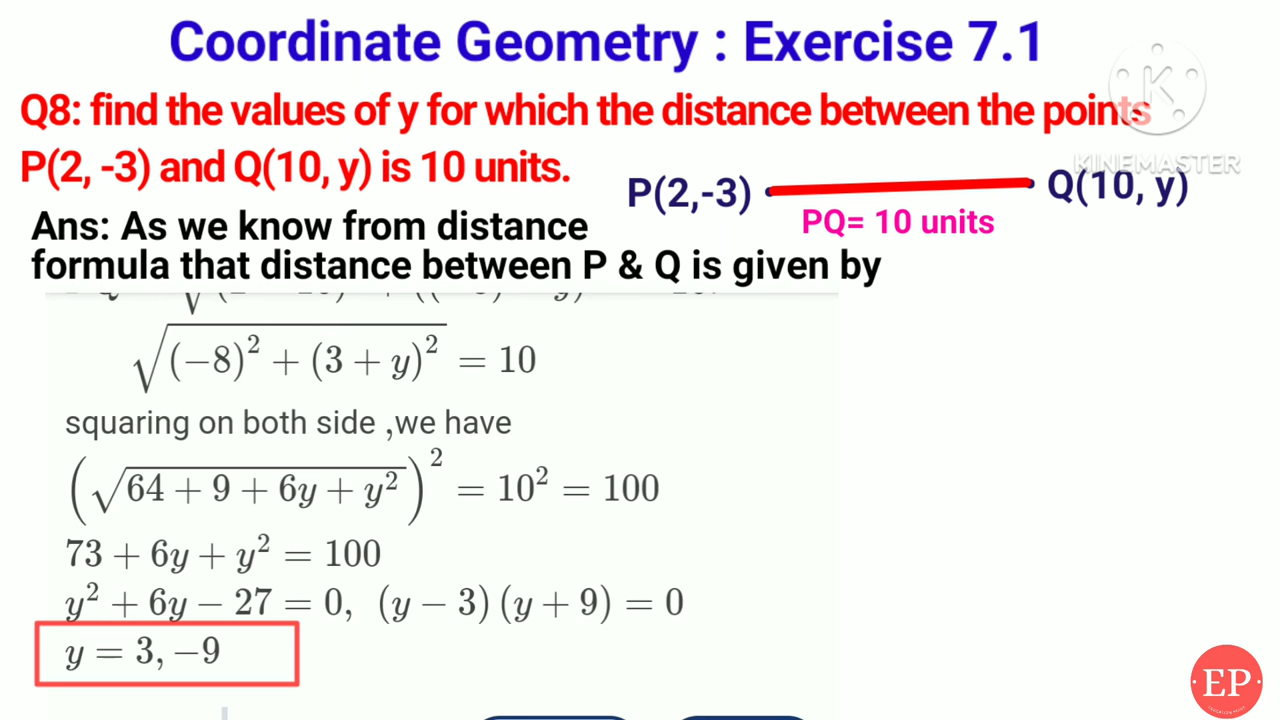 Coordinate Geometry : Exercise 7.1
Q8: find the values of y for which the distance between the points
P(2, -3) and Q(10, y) is 10 units.
P(2,-3)
Q(10, y)
PQ= 10 units
KINEMASTER
Ans: As we know from distance
formula that distance between P & Q is given by
√((−8)² + (3 + y)²) = 10
squaring on both side ,we have
(√(64 + 9 + 6y + y²))² = 10² = 100
73 + 6y + y² = 100
y² + 6y − 27 = 0, (y − 3) (y + 9) = 0
y = 3, −9
EP